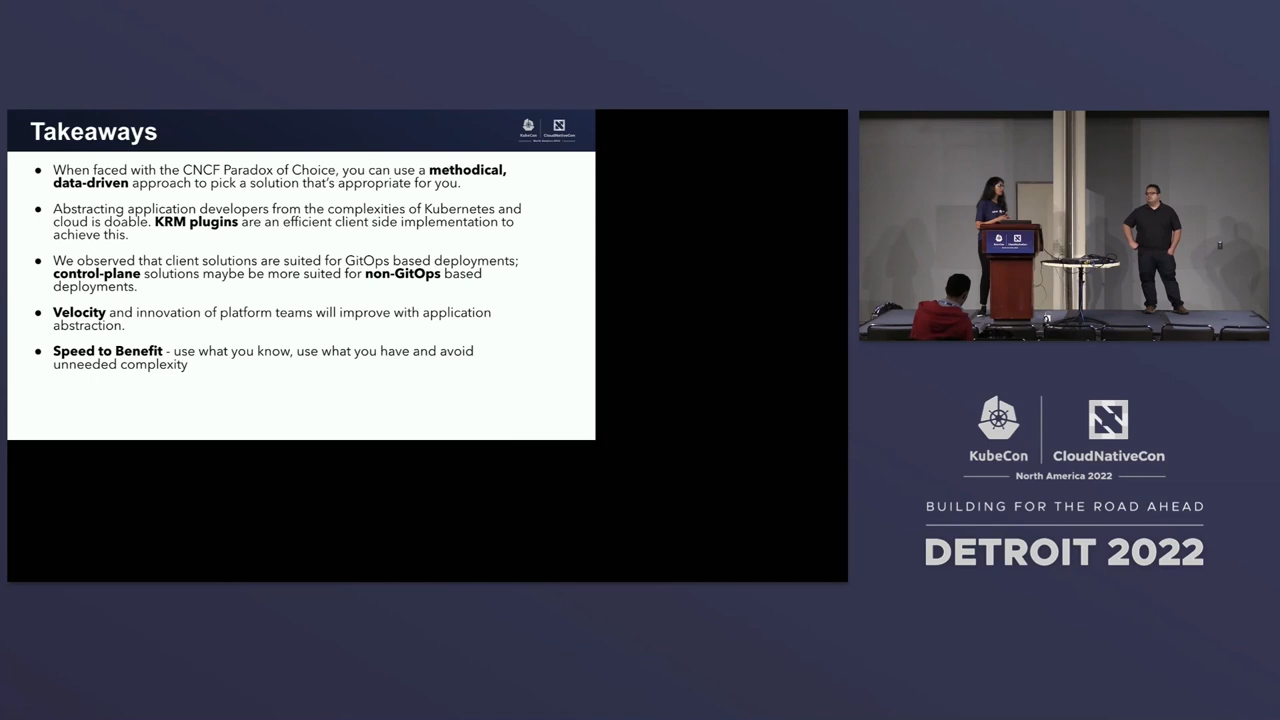 Takeaways
KubeCon
CloudNativeCon
● When faced with the CNCF Paradox of Choice, you can use a methodical,
data-driven approach to pick a solution that's appropriate for you.
● Abstracting application developers from the complexities of Kubernetes and
cloud is doable. KRM plugins are an efficient client side implementation to
achieve this.
● We observed that client solutions are suited for GitOps based deployments;
control-plane solutions maybe be more suited for non-GitOps based
deployments.
● Velocity and innovation of platform teams will improve with application
abstraction.
● Speed to Benefit - use what you know, use what you have and avoid
unneeded complexity
KubeCon
CloudNativeCon
North America 2022
BUILDING FOR THE ROAD AHEAD
DETROIT 2022